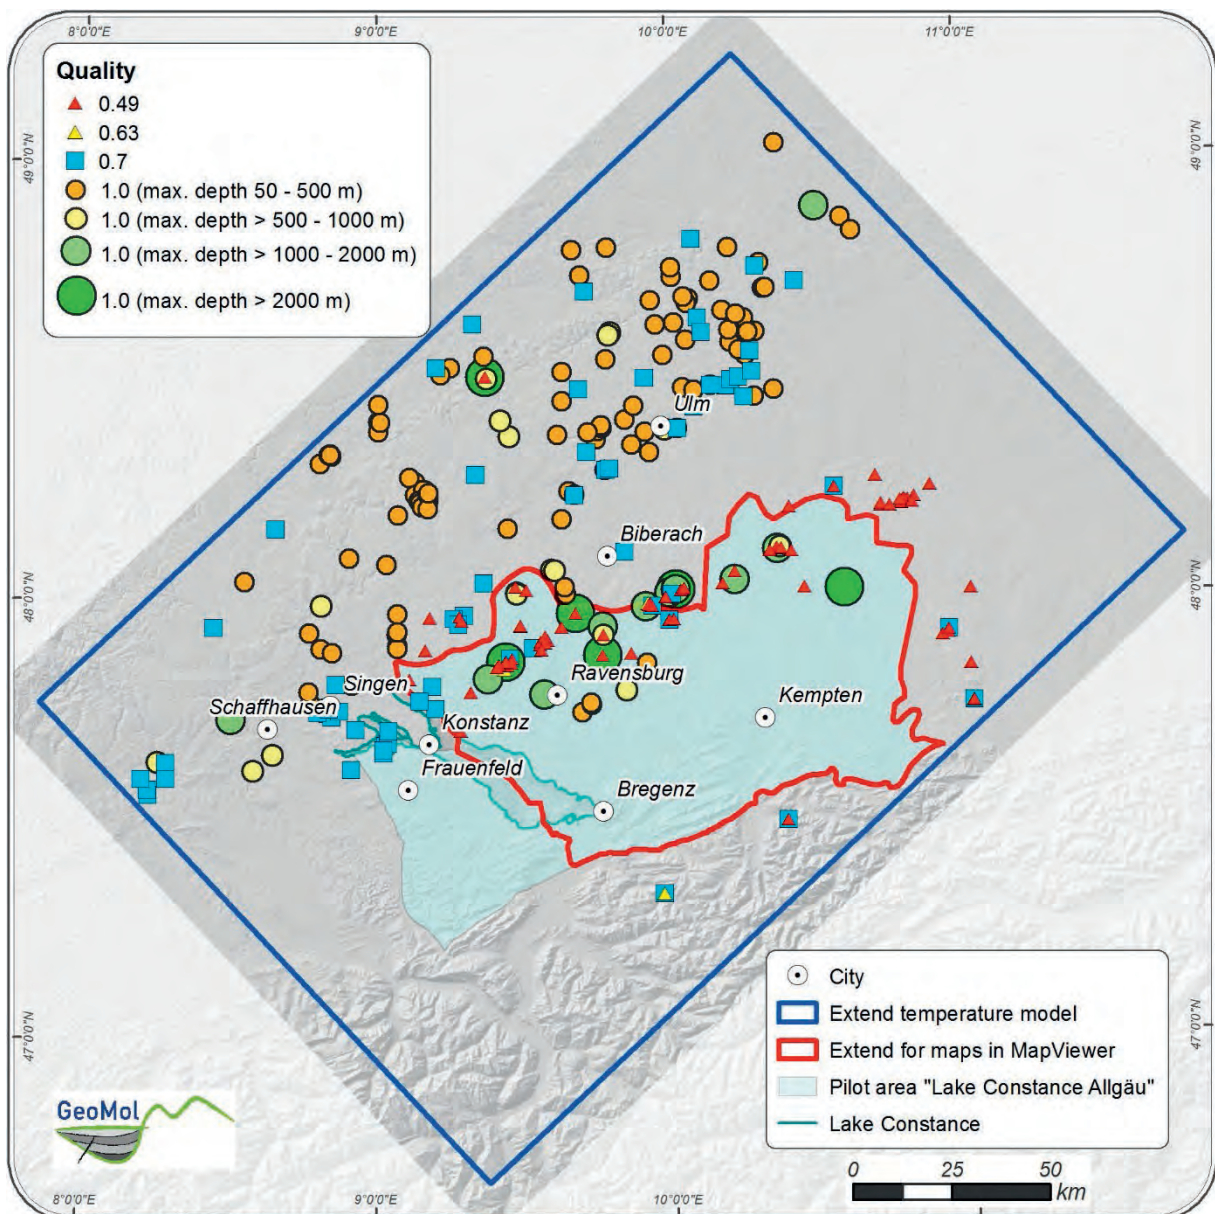 8°0'0"E
9°0'0"E
10°0'0"E
11°0'0"E
Quality
0.49
0.63
0.7
1.0 (max. depth 50 - 500 m)
1.0 (max. depth > 500 - 1000 m)
1.0 (max. depth > 1000 - 2000 m)
1.0 (max. depth > 2000 m)
49°0'0"N
49°0'0"N
Ulm
Biberach
48°0'0"N
48°0'0"N
Ravensburg
Singen
Kempten
Schaffhausen
Konstanz
Frauenfeld
Bregenz
City
Extend temperature model
Extend for maps in MapViewer
Pilot area "Lake Constance Allgäu"
Lake Constance
47°0'0"N
47°0'0"N
GeoMol
0 25 50
km
8°0'0"E
9°0'0"E
10°0'0"E